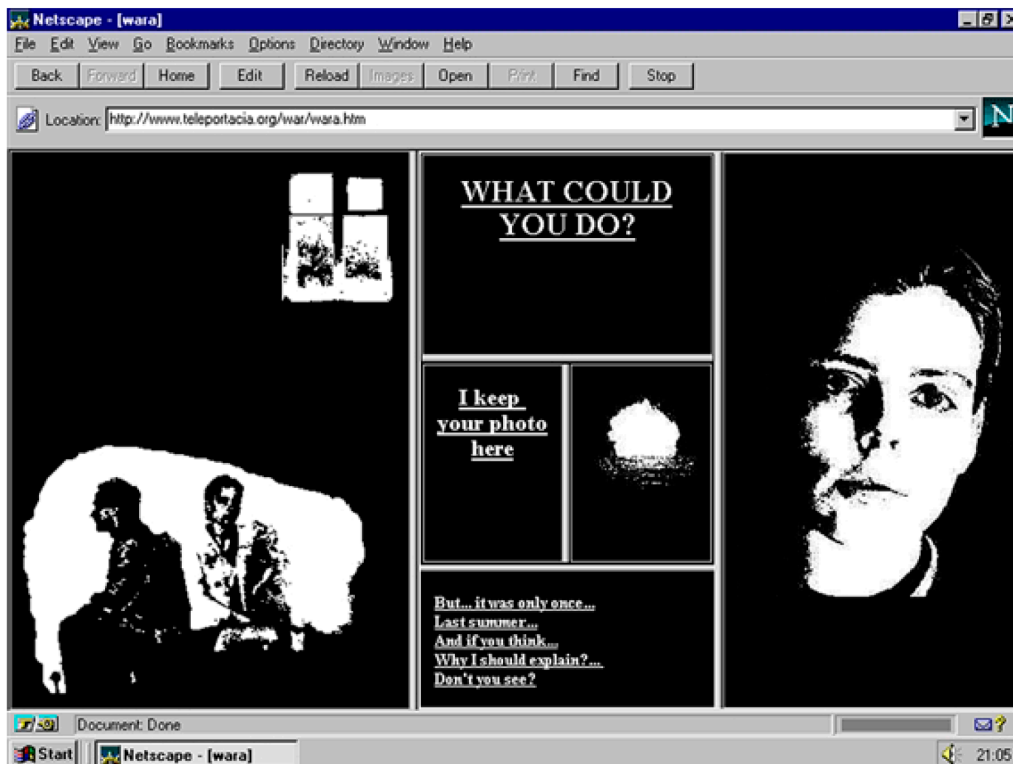 Netscape - [wara]
File Edit View Go Bookmarks Options Directory Window Help
Back Forward Home Edit Reload Images Open Print Find Stop
Location: http://www.teleportacia.org/war/wara.htm
N
WHAT COULD
YOU DO?
I keep
your photo
here
But... it was only once...
Last summer...
And if you think...
Why I should explain?...
Don't you see?
Document: Done
Start Netscape - [wara] 21:05